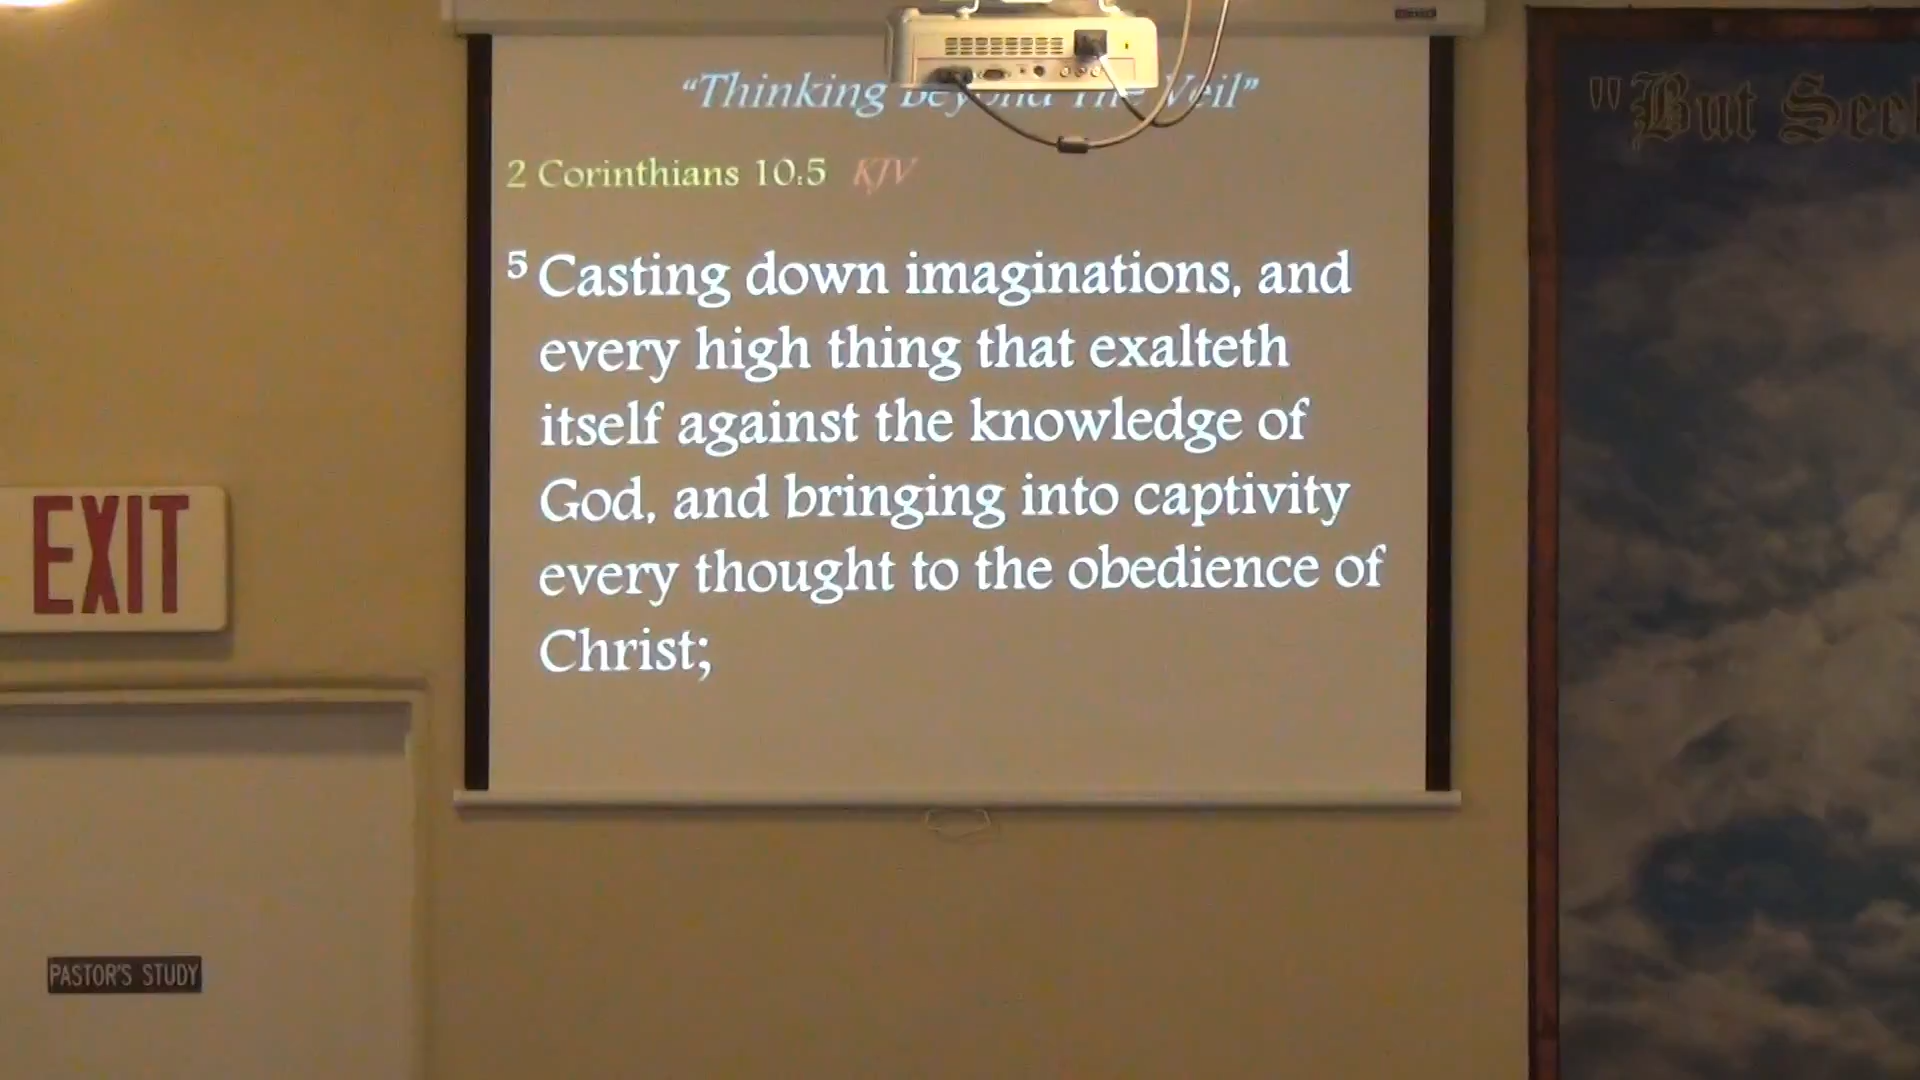 “Thinking Beyond The Veil”
2 Corinthians 10:5 KJV
5 Casting down imaginations, and
every high thing that exalteth
itself against the knowledge of
God, and bringing into captivity
every thought to the obedience of
Christ;
EXIT
PASTOR'S STUDY
"But Seek